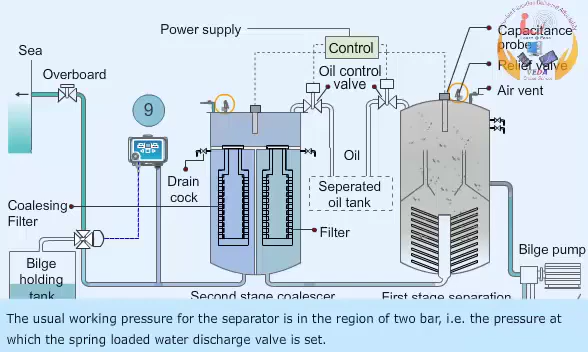 Power supply
Capacitance
probe
Control
Sea
Relief valve
Overboard
Oil control
valve
Air vent
9
Oil
Drain
cock
Seperated
oil tank
Coalesing
Filter
Filter
Bilge
holding
tank
Bilge pump
Second stage coalescer
First stage separation
The usual working pressure for the separator is in the region of two bar, i.e. the pressure at
which the spring loaded water discharge valve is set.
VEDA